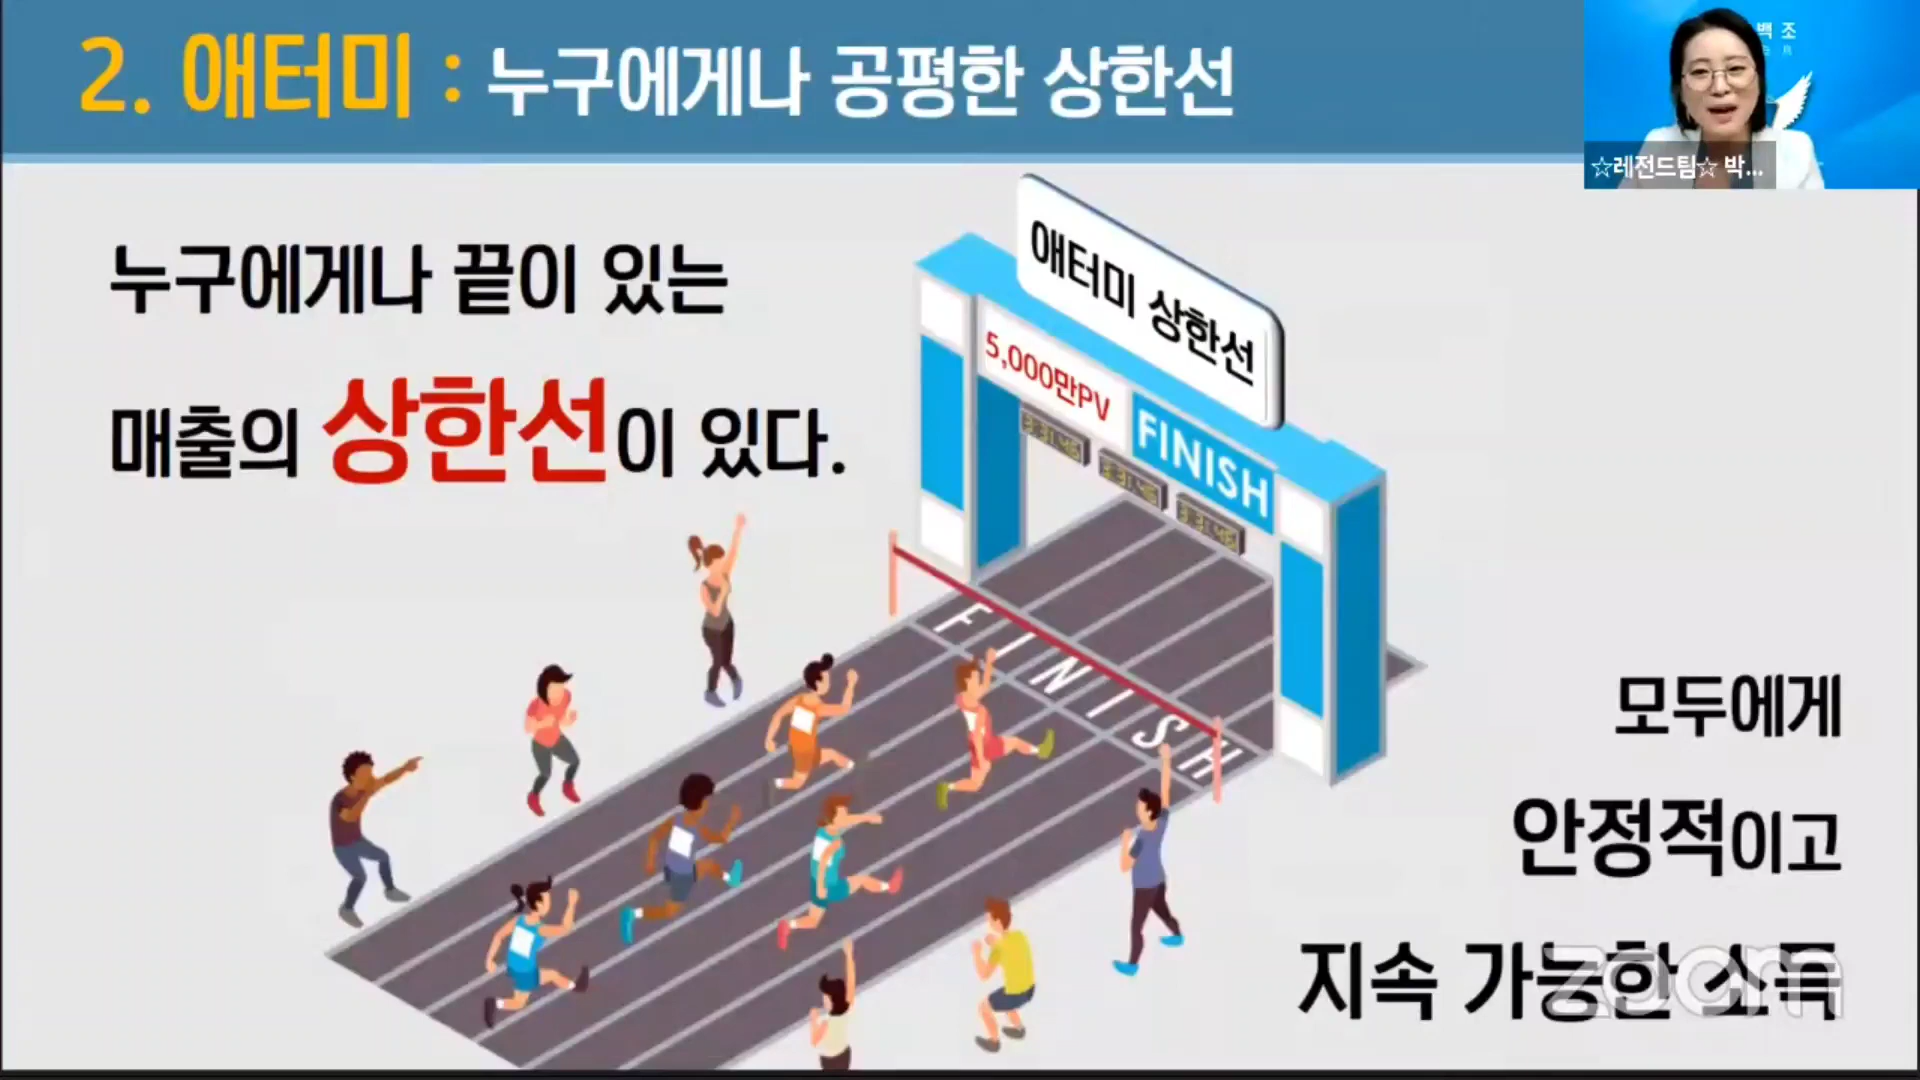 2. 애터미 : 누구에게나 공평한 상한선
백조
☆레전드팀☆ 박...
누구에게나 끝이 있는
매출의 상한선이 있다.
애터미 상한선
5,000만PV
FINISH
FINISH
모두에게
안정적이고
지속 가능한 소득
zoom